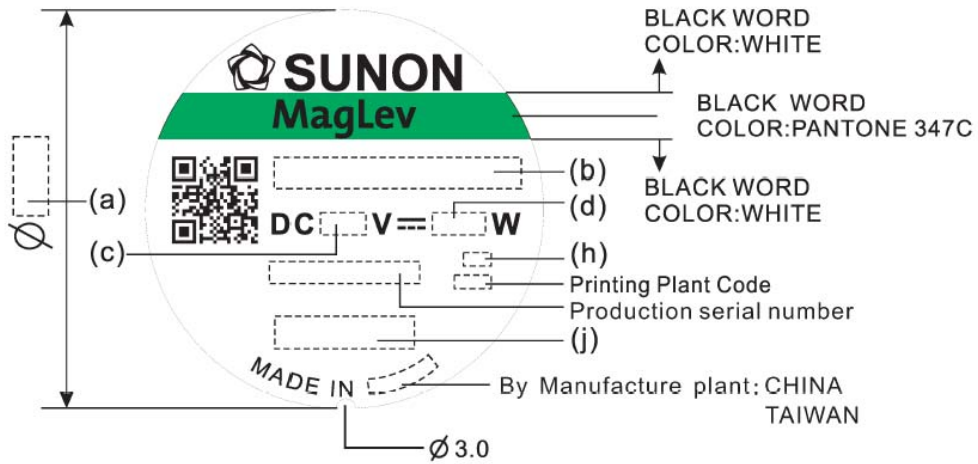 BLACK WORD
COLOR:WHITE
SUNON
MagLev
BLACK WORD
COLOR:PANTONE 347C
(a)
(b)
BLACK WORD
COLOR:WHITE
(d)
DC V W
Ø
(c)
(h)
Printing Plant Code
Production serial number
(j)
MADE IN
By Manufacture plant: CHINA
TAIWAN
Ø 3.0